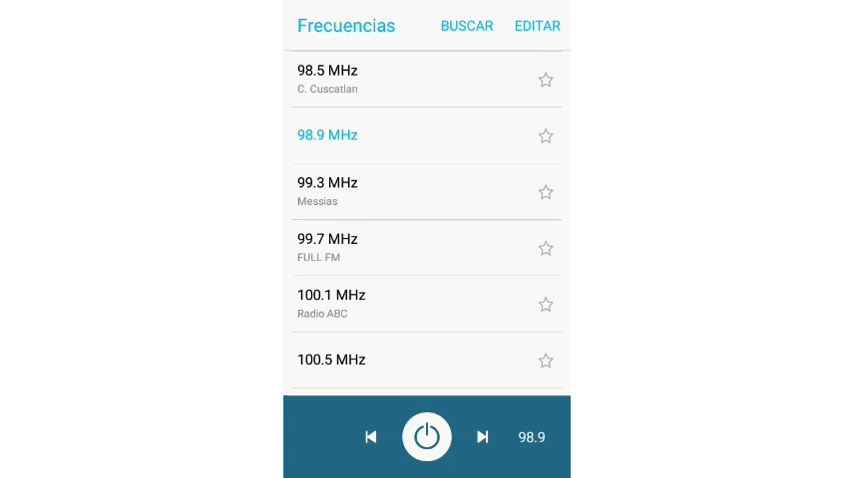 Frecuencias BUSCAR EDITAR
98.5 MHz
C. Cuscatlan
98.9 MHz
99.3 MHz
Messias
99.7 MHz
FULL FM
100.1 MHz
Radio ABC
100.5 MHz
98.9